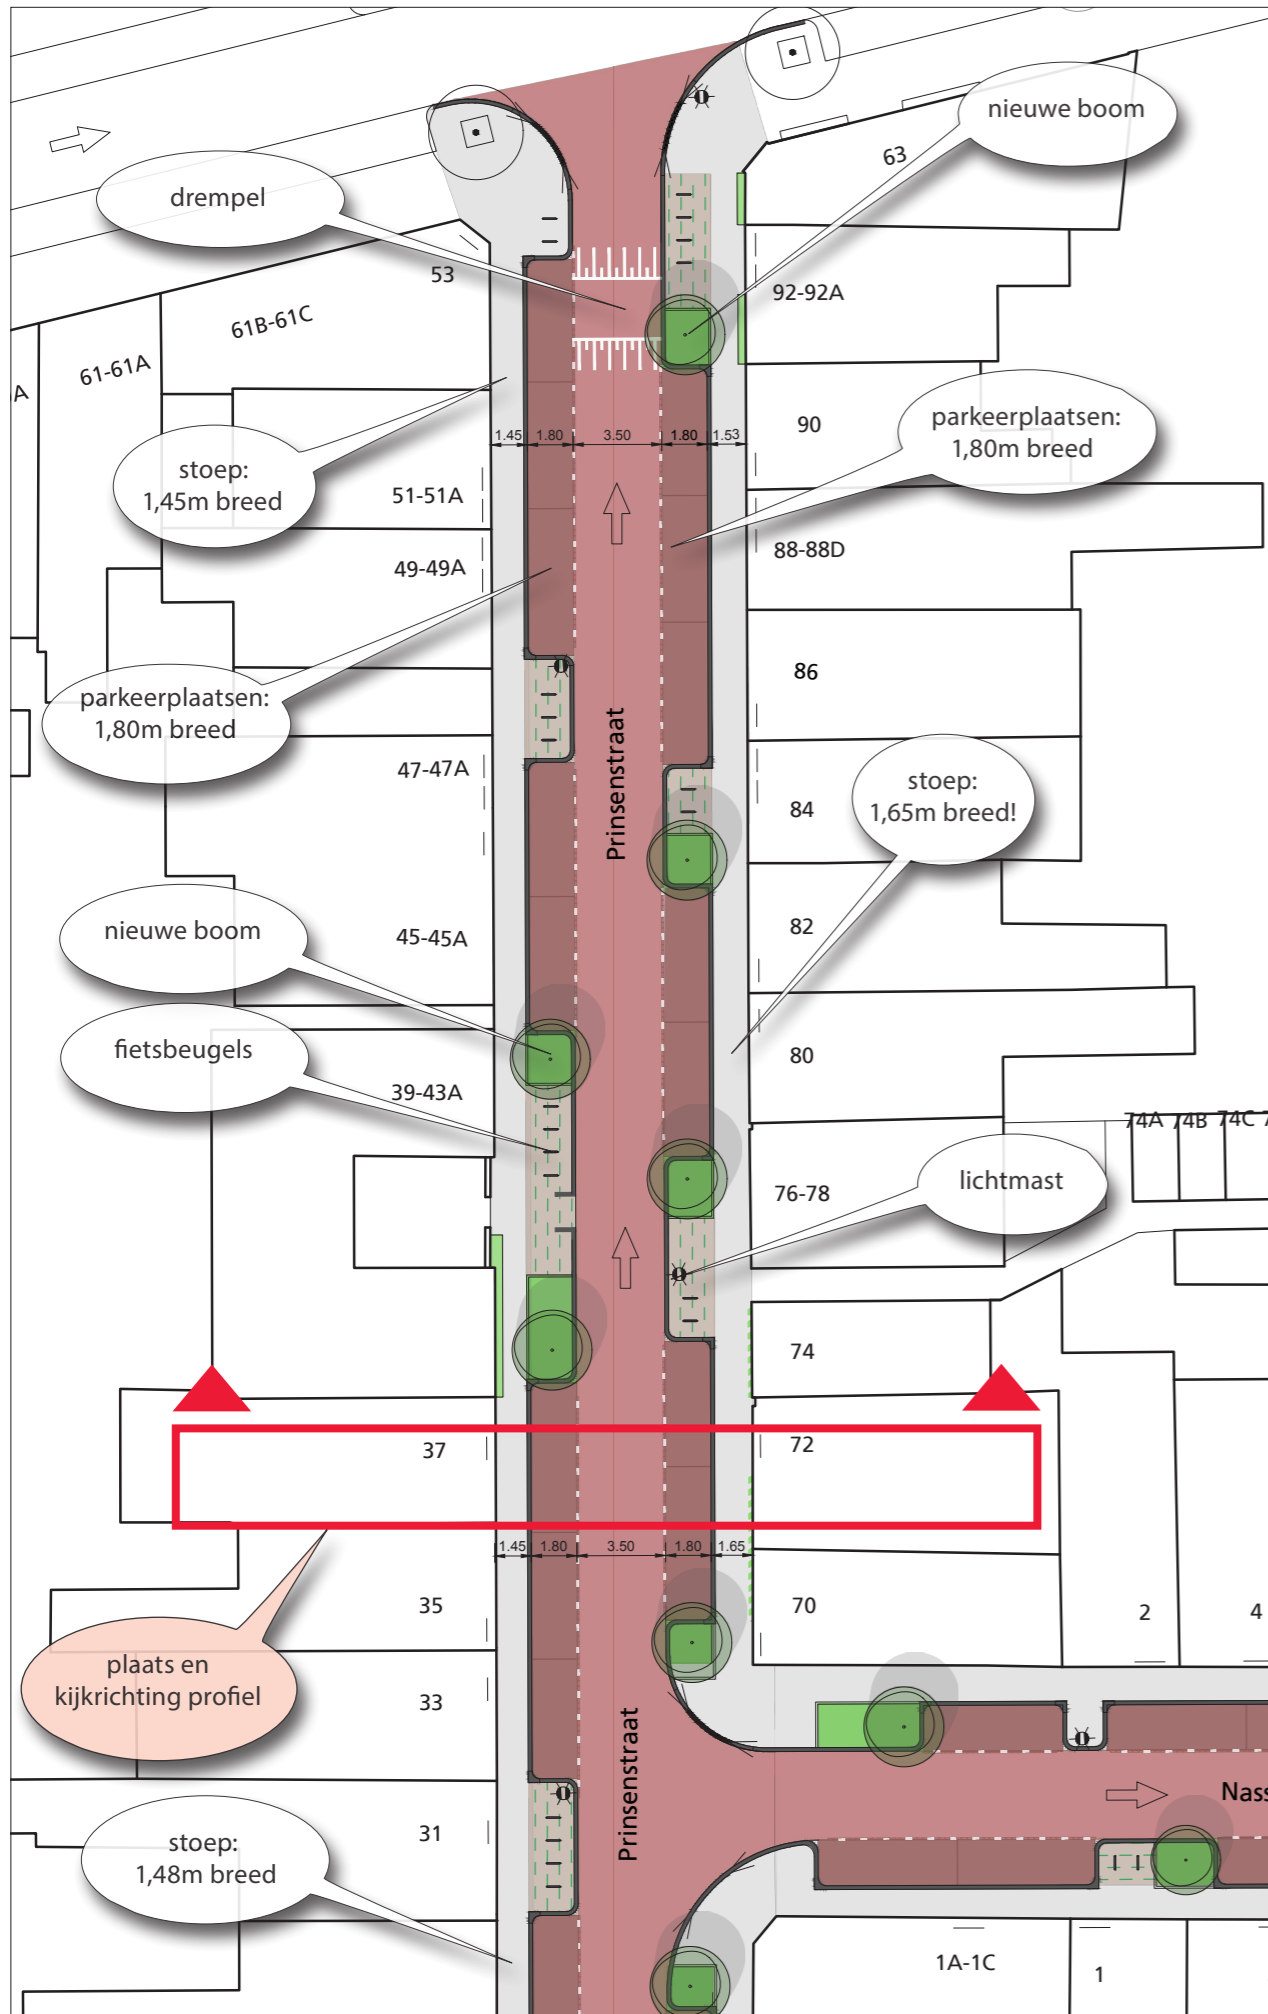 nieuwe boom
63
drempel
53
92-92A
61B-61C
61-61A
A
90
parkeerplaatsen:
1,80m breed
1.45 1.80 3.50 1.80 1.53
stoep:
1,45m breed
51-51A
88-88D
49-49A
86
parkeerplaatsen:
1,80m breed
Prinsenstraat
47-47A
stoep:
1,65m breed!
84
nieuwe boom
45-45A
82
fietsbeugels
80
39-43A
74A 74B 74C 7
76-78
lichtmast
74
37
72
1.45 1.80 3.50 1.80 1.65
35
70
2
4
plaats en
kijkrichting profiel
33
Prinsenstraat
Nass
31
stoep:
1,48m breed
1A-1C
1